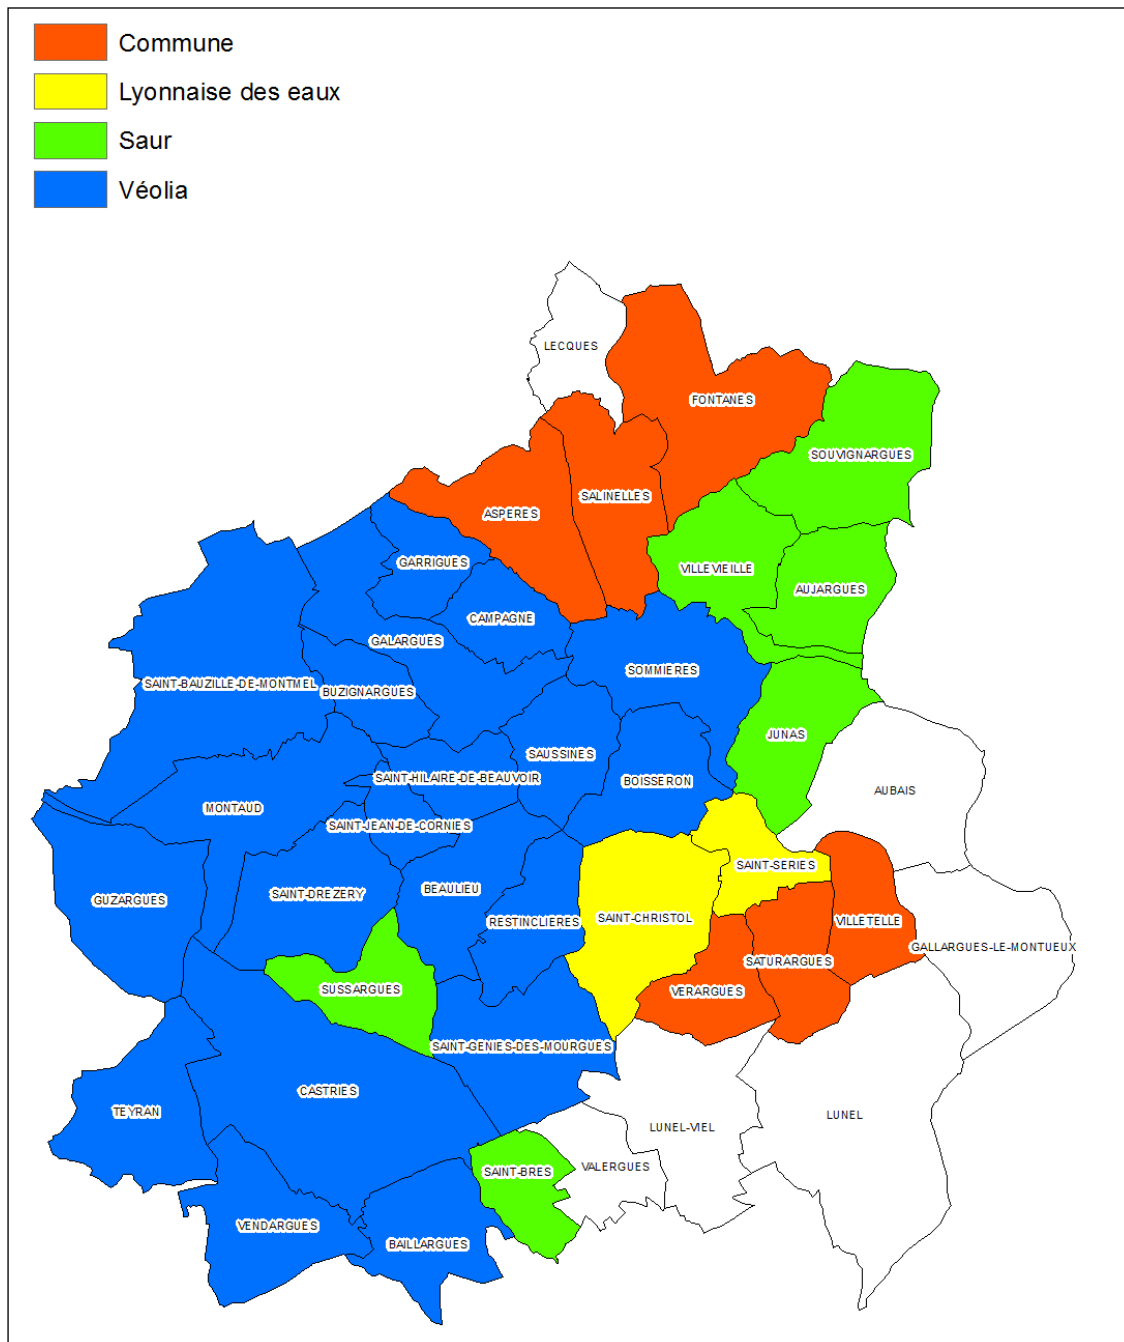 Commune
Lyonnaise des eaux
Saur
Véolia
LECQUES
FONTANES
SOUVIGNARGUES
SALINELLES
ASPERES
GARRIGUES
VILLEVIEILLE
AUJARGUES
CAMPAGNE
GALARGUES
SOMMIERES
SAINT-BAUZILLE-DE-MONTMEL
BUZIGNARGUES
JUNAS
SAUSSINES
SAINT-HILAIRE-DE-BEAUVOIR
BOISSERON
AUBAIS
MONTAUD
SAINT-JEAN-DE-CORNIES
SAINT-SERIES
BEAULIEU
SAINT-DREZERY
GUZARGUES
SAINT-CHRISTOL
RESTINCLIERES
VILLETELLE
GALLARGUES-LE-MONTUEUX
SATURARGUES
SUSSARGUES
VERARGUES
SAINT-GENIES-DES-MOURGUES
CASTRIES
TEYRAN
LUNEL
LUNEL-VIEL
VALERGUES
SAINT-BRES
VENDARGUES
BAILLARGUES